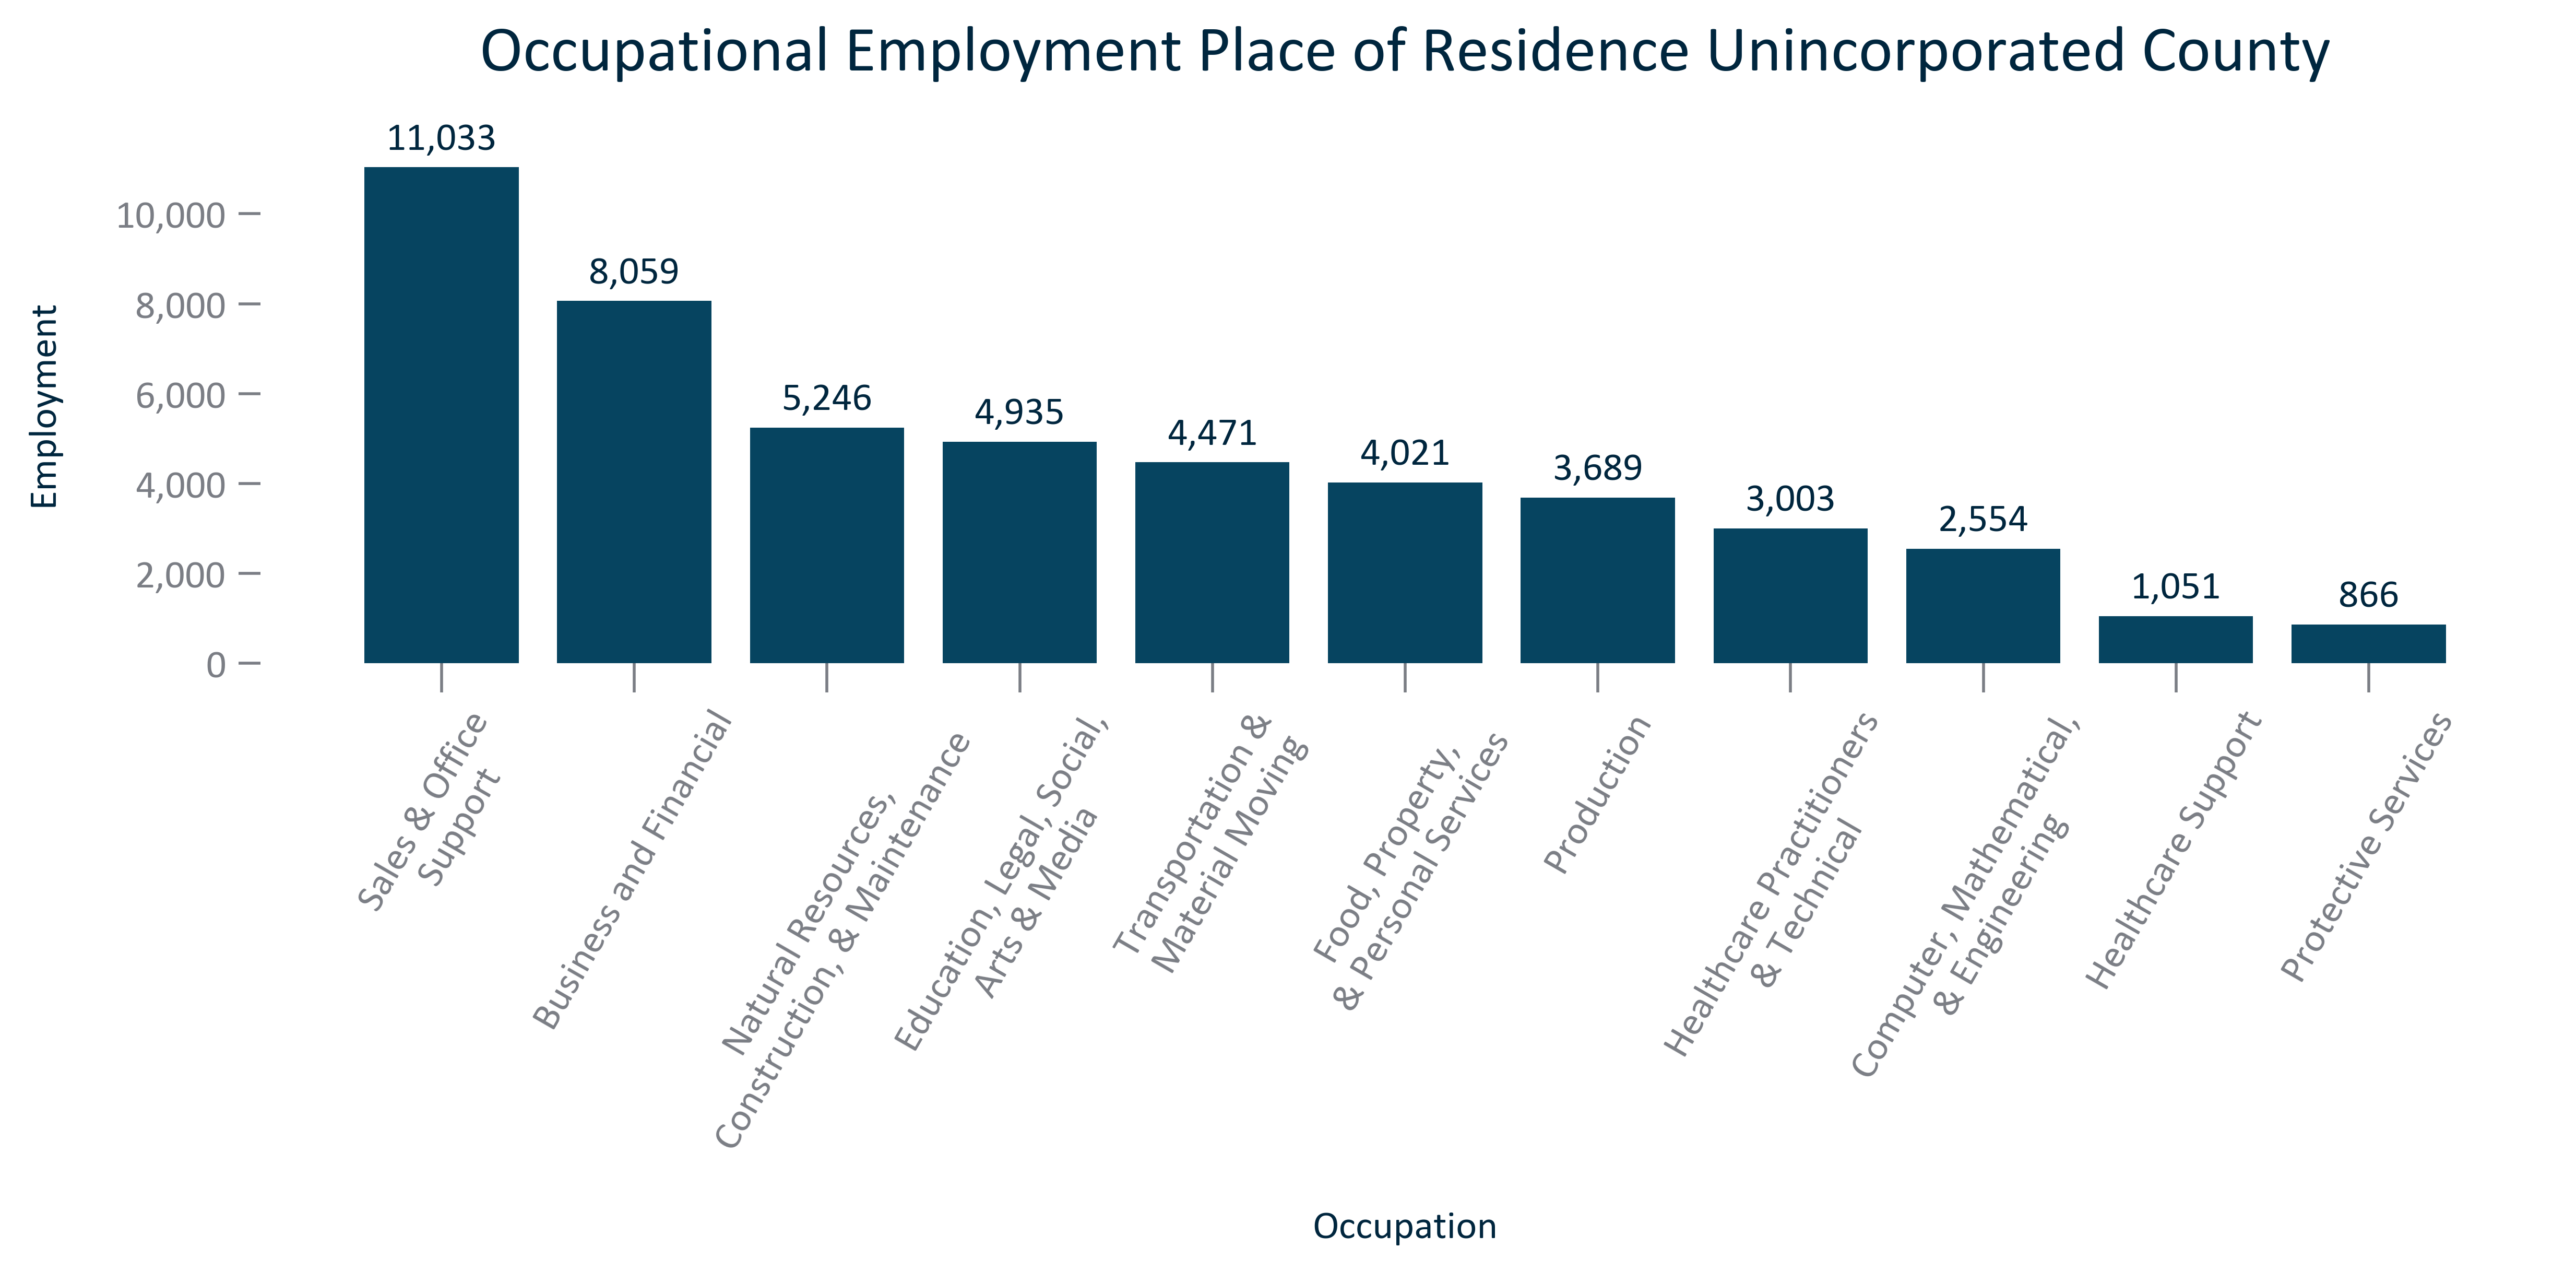 Occupational Employment Place of Residence Unincorporated County
11,033
8,059
5,246
4,935
4,471
4,021
3,689
3,003
2,554
1,051
866
Employment
10,000
8,000
6,000
4,000
2,000
0
Sales & Office
Support
Business and Financial
Natural Resources,
Construction, & Maintenance
Education, Legal, Social,
Arts & Media
Transportation &
Material Moving
Food, Property,
& Personal Services
Production
Healthcare Practitioners
& Technical
Computer, Mathematical,
& Engineering
Healthcare Support
Protective Services
Occupation